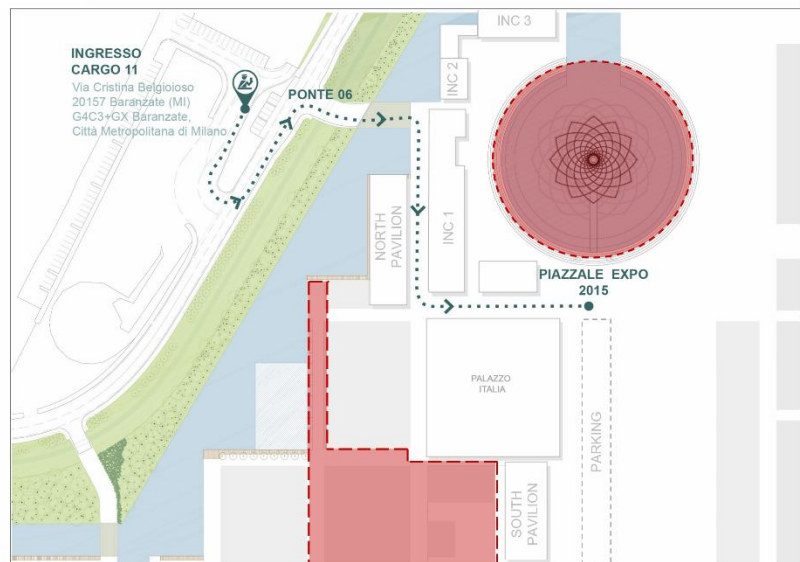 INGRESSO
CARGO 11
Via Cristina Belgioioso
20157 Baranzate (MI)
G4C3+GX Baranzate,
Città Metropolitana di Milano
PONTE 06
INC 3
INC 2
INC 1
NORTH
PAVILION
PIAZZALE EXPO
2015
PALAZZO
ITALIA
PARKING
SOUTH
PAVILION